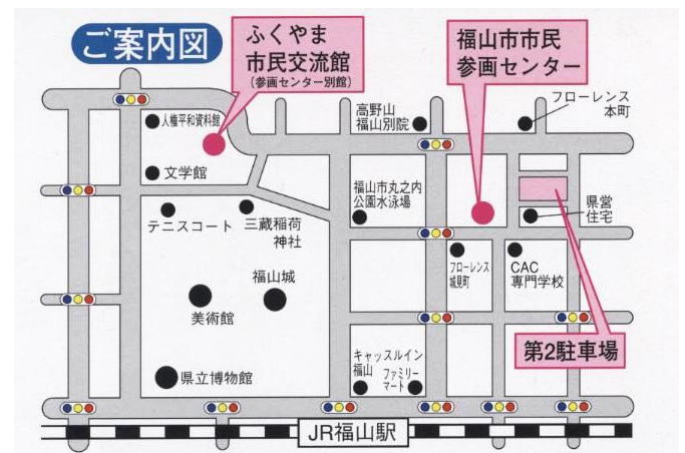 ご案内図
ふくやま
市民交流館
(参画センター別館)
福山市市民
参画センター
フローレンス
本町
高野山
福山別院
人権平和資料館
文学館
福山市丸之内
公園水泳場
県営
住宅
テニスコート
三蔵稲荷
神社
フローレンス
城見町
CAC
専門学校
福山城
美術館
第2駐車場
キャッスルイン
福山
ファミリー
マート
県立博物館
JR福山駅